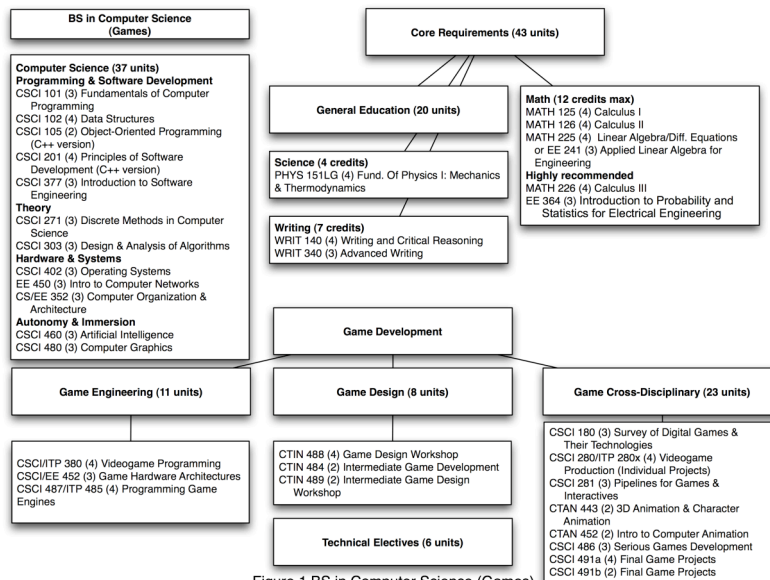 BS in Computer Science
(Games)
Computer Science (37 units)
Programming & Software Development
CSCI 101 (3) Fundamentals of Computer
Programming
CSCI 102 (4) Data Structures
CSCI 105 (2) Object-Oriented Programming
(C++ version)
CSCI 201 (4) Principles of Software
Development (C++ version)
CSCI 377 (3) Introduction to Software
Engineering
Theory
CSCI 271 (3) Discrete Methods in Computer
Science
CSCI 303 (3) Design & Analysis of Algorithms
Hardware & Systems
CSCI 402 (3) Operating Systems
EE 450 (3) Intro to Computer Networks
CS/EE 352 (3) Computer Organization &
Architecture
Autonomy & Immersion
CSCI 460 (3) Artificial Intelligence
CSCI 480 (3) Computer Graphics
Core Requirements (43 units)
General Education (20 units)
Science (4 credits)
PHYS 151LG (4) Fund. Of Physics I: Mechanics
& Thermodynamics
Writing (7 credits)
WRIT 140 (4) Writing and Critical Reasoning
WRIT 340 (3) Advanced Writing
Math (12 credits max)
MATH 125 (4) Calculus I
MATH 126 (4) Calculus II
MATH 225 (4) Linear Algebra/Diff. Equations
or EE 241 (3) Applied Linear Algebra for
Engineering
Highly recommended
MATH 226 (4) Calculus III
EE 364 (3) Introduction to Probability and
Statistics for Electrical Engineering
Game Development
Game Engineering (11 units)
CSCI/ITP 380 (4) Videogame Programming
CSCI/EE 452 (3) Game Hardware Architectures
CSCI 487/ITP 485 (4) Programming Game
Engines
Game Design (8 units)
CTIN 488 (4) Game Design Workshop
CTIN 484 (2) Intermediate Game Development
CTIN 489 (2) Intermediate Game Design
Workshop
Technical Electives (6 units)
Game Cross-Disciplinary (23 units)
CSCI 180 (3) Survey of Digital Games &
Their Technologies
CSCI 280/ITP 280x (4) Videogame
Production (Individual Projects)
CSCI 281 (3) Pipelines for Games &
Interactives
CTAN 443 (2) 3D Animation & Character
Animation
CTAN 452 (2) Intro to Computer Animation
CSCI 486 (3) Serious Games Development
CSCI 491a (4) Final Game Projects
CSCI 491b (2) Final Game Projects
Figure 1 BS in Computer Science (Games)